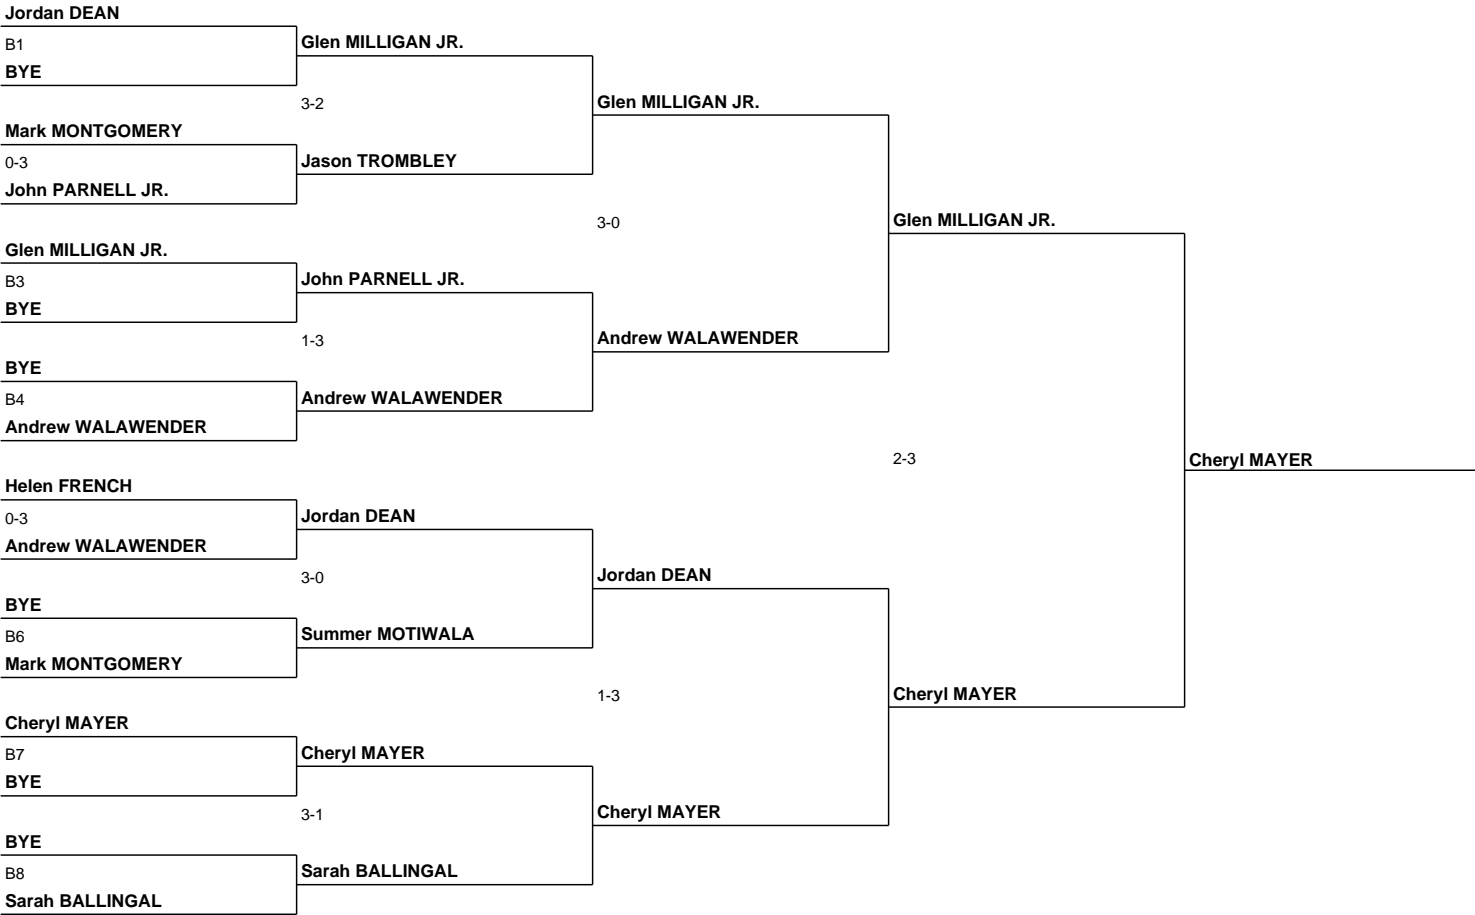 Jordan DEAN
B1
BYE
Mark MONTGOMERY
0-3
John PARNELL JR.
Glen MILLIGAN JR.
B3
BYE
BYE
B4
Andrew WALAWENDER
Helen FRENCH
0-3
Andrew WALAWENDER
BYE
B6
Mark MONTGOMERY
Cheryl MAYER
B7
BYE
BYE
B8
Sarah BALLINGAL
Glen MILLIGAN JR.
3-2
Jason TROMBLEY
John PARNELL JR.
1-3
Andrew WALAWENDER
Jordan DEAN
3-0
Summer MOTIWALA
Cheryl MAYER
3-1
Sarah BALLINGAL
Glen MILLIGAN JR.
3-0
Andrew WALAWENDER
Jordan DEAN
1-3
Cheryl MAYER
Glen MILLIGAN JR.
2-3
Cheryl MAYER
Cheryl MAYER